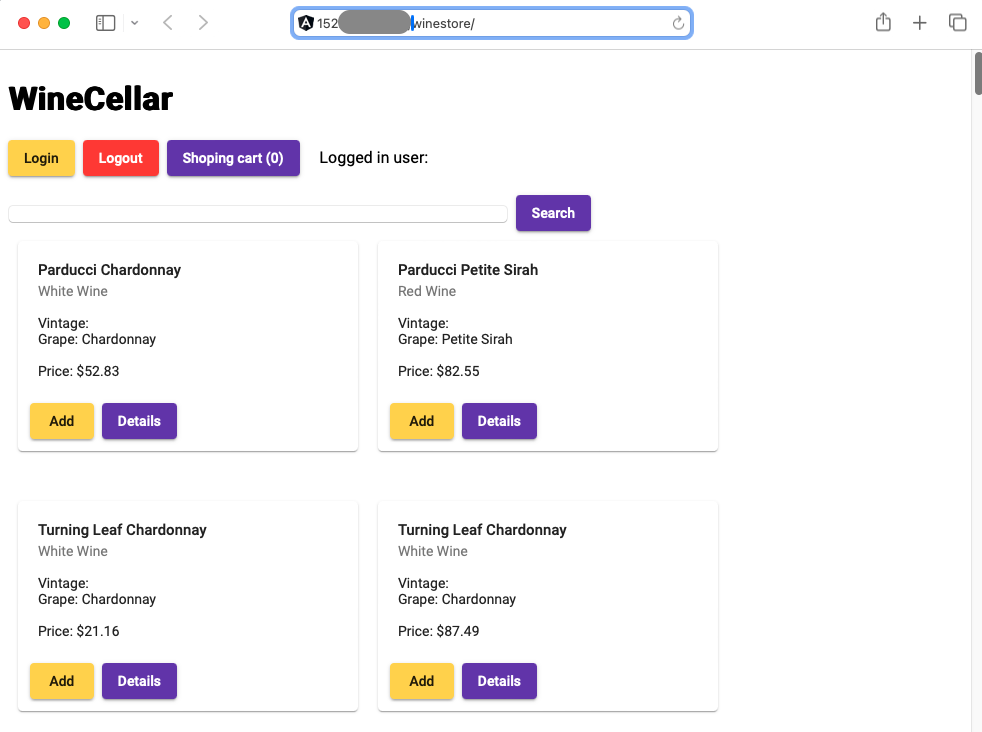 152 winestore/
WineCellar
Login Logout Shoping cart (0) Logged in user:
Search
Parducci Chardonnay
White Wine
Vintage:
Grape: Chardonnay
Price: $52.83
Add Details
Parducci Petite Sirah
Red Wine
Vintage:
Grape: Petite Sirah
Price: $82.55
Add Details
Turning Leaf Chardonnay
White Wine
Vintage:
Grape: Chardonnay
Price: $21.16
Add Details
Turning Leaf Chardonnay
White Wine
Vintage:
Grape: Chardonnay
Price: $87.49
Add Details